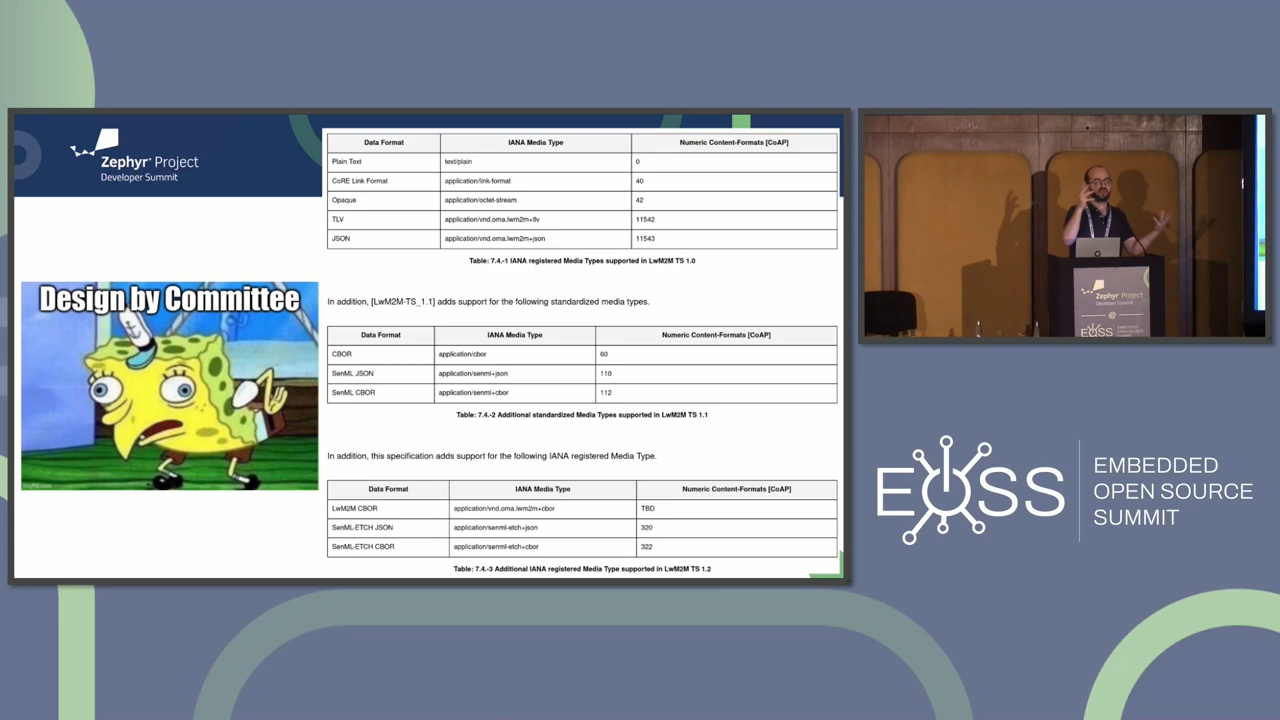 Zephyr® Project
Developer Summit
Design by Committee
imgflip.com
Data Format IANA Media Type Numeric Content-Formats [CoAP]
Plain Text text/plain 0
CoRE Link Format application/link-format 40
Opaque application/octet-stream 42
TLV application/vnd.oma.lwm2m+tlv 11542
JSON application/vnd.oma.lwm2m+json 11543
Table: 7.4.-1 IANA registered Media Types supported in LwM2M TS 1.0
In addition, [LwM2M-TS_1.1] adds support for the following standardized media types.
Data Format IANA Media Type Numeric Content-Formats [CoAP]
CBOR application/cbor 60
SenML JSON application/senml+json 110
SenML CBOR application/senml+cbor 112
Table: 7.4.-2 Additional standardized Media Types supported in LwM2M TS 1.1
In addition, this specification adds support for the following IANA registered Media Type.
Data Format IANA Media Type Numeric Content-Formats [CoAP]
LwM2M CBOR application/vnd.oma.lwm2m+cbor TBD
SenML-ETCH JSON application/senml-etch+json 320
SenML-ETCH CBOR application/senml-etch+cbor 322
Table: 7.4.-3 Additional IANA registered Media Type supported in LwM2M TS 1.2
Zephyr Project
Developer Summit
@
EOSS EMBEDDED
OPEN SOURCE
SUMMIT
EOSS
EMBEDDED
OPEN SOURCE
SUMMIT